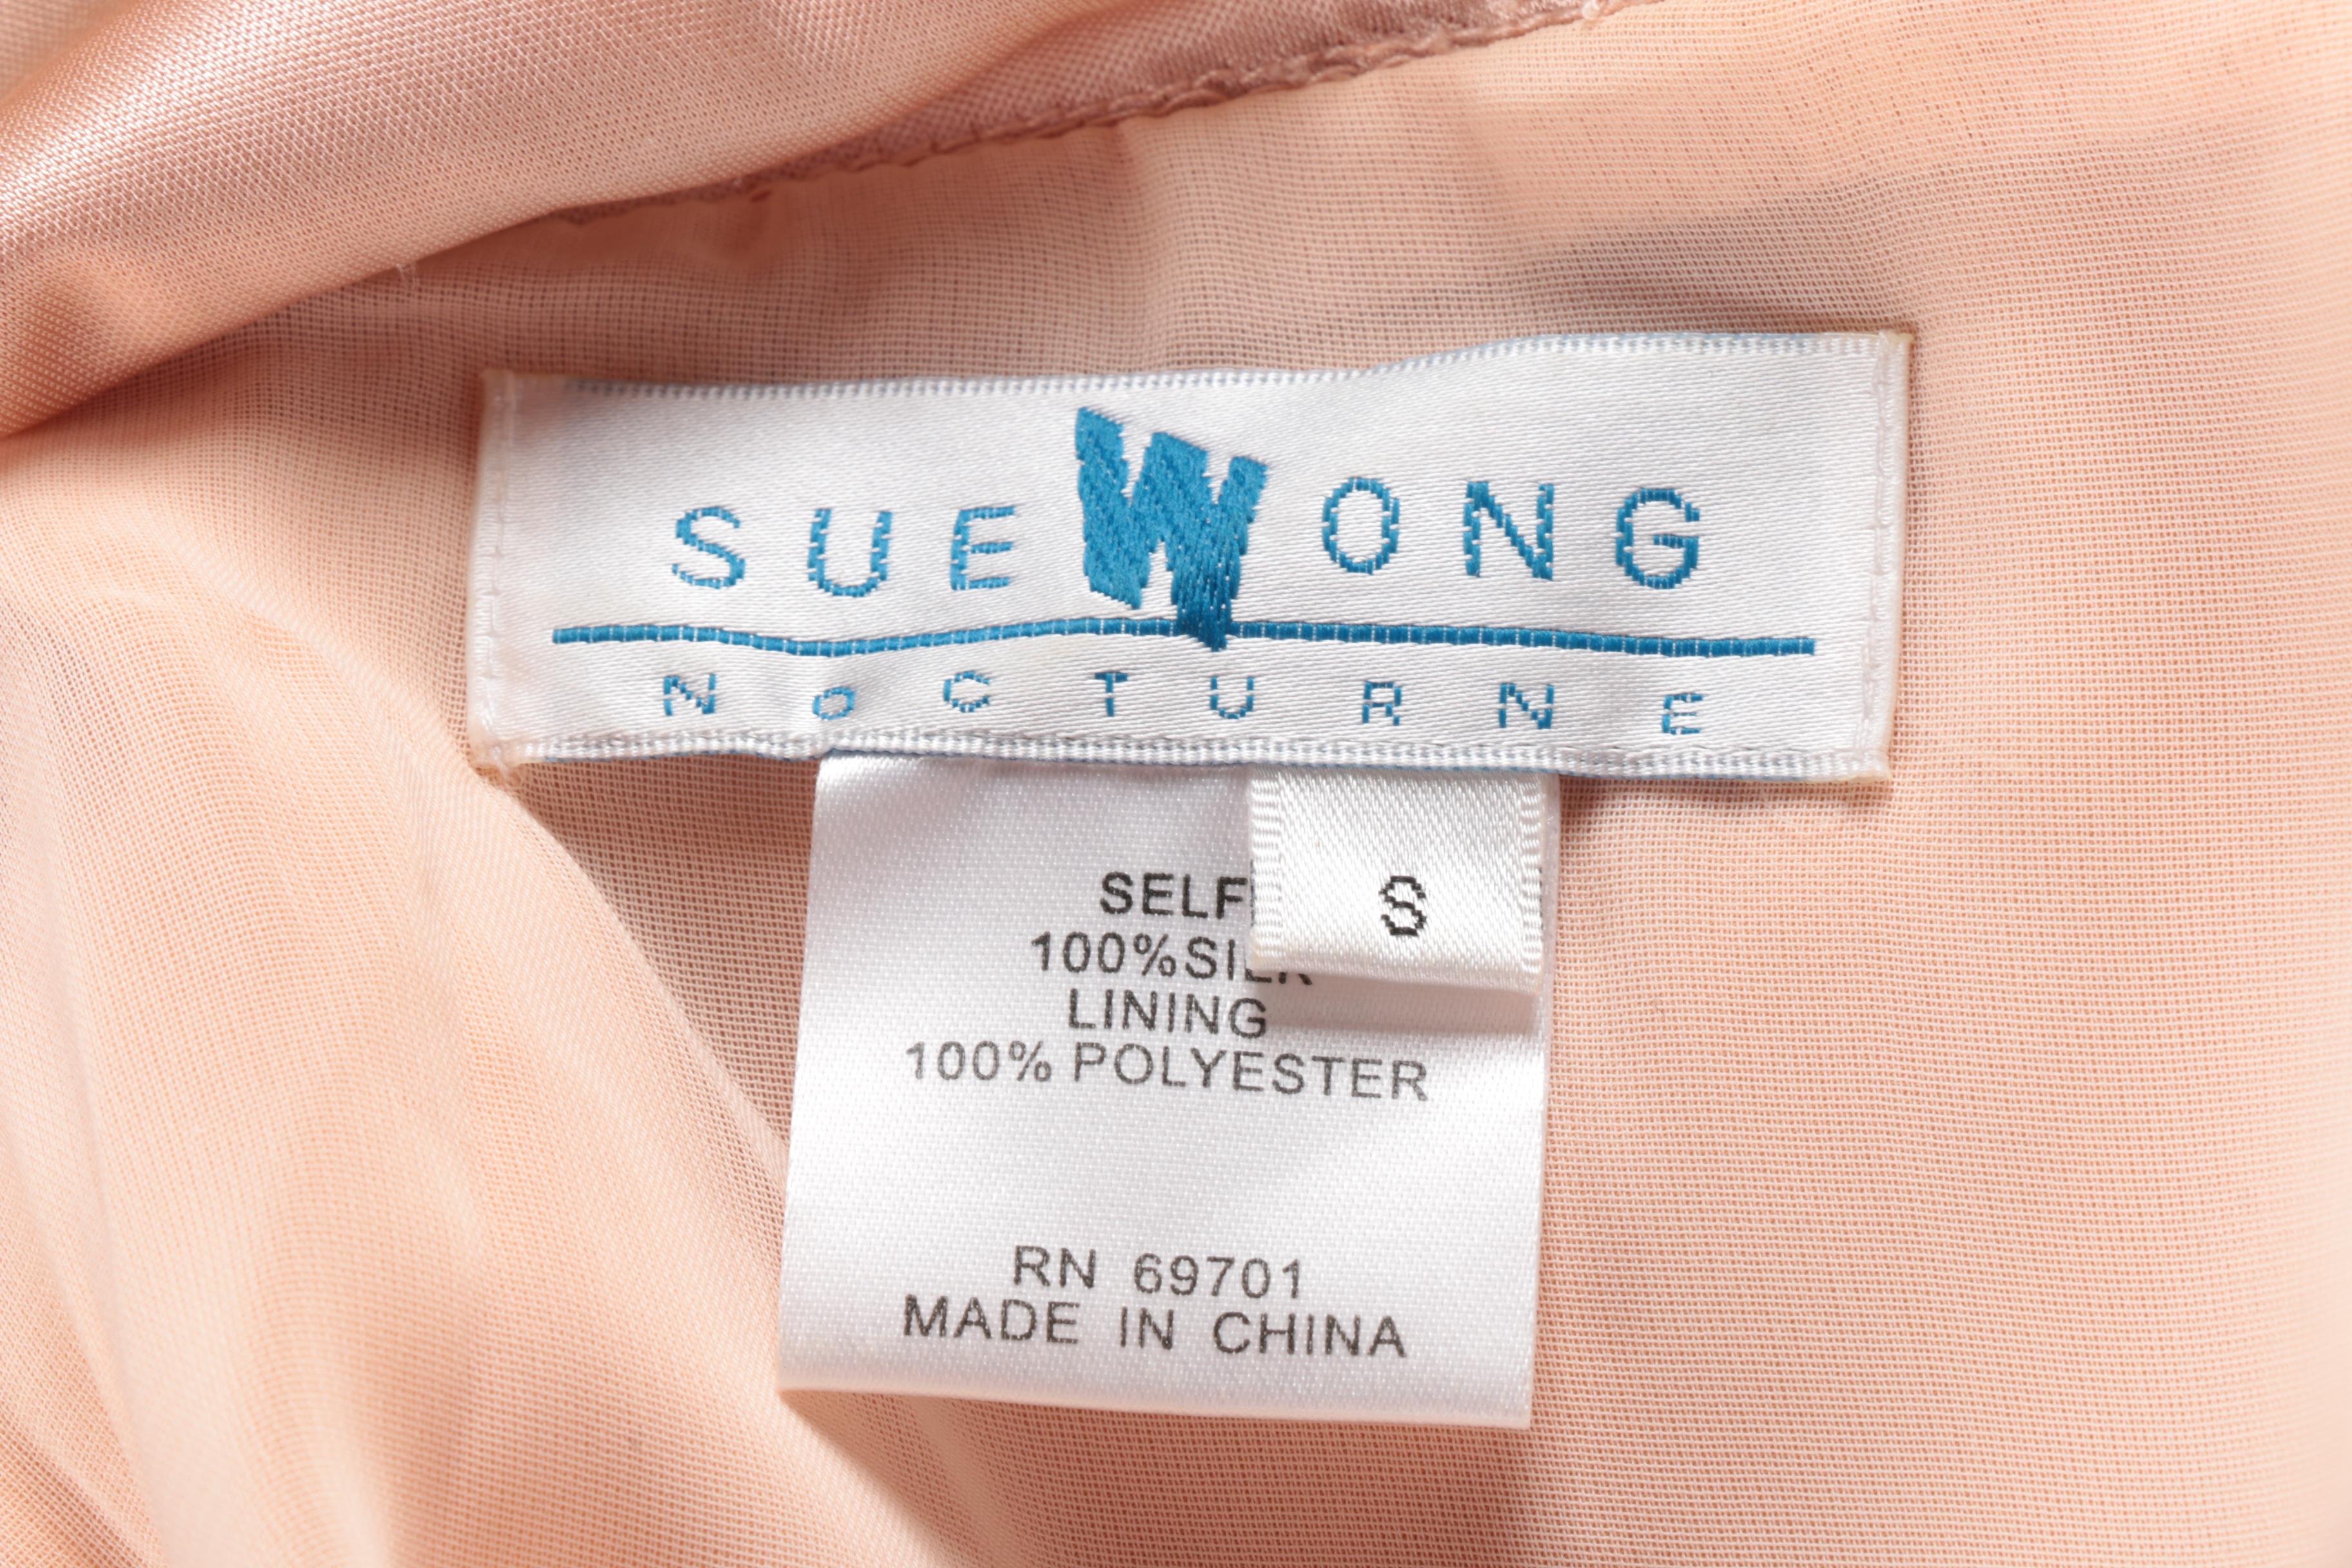 SUE WONG
NOCTURNE
S
SELF
100%SILK
LINING
100% POLYESTER
RN 69701
MADE IN CHINA